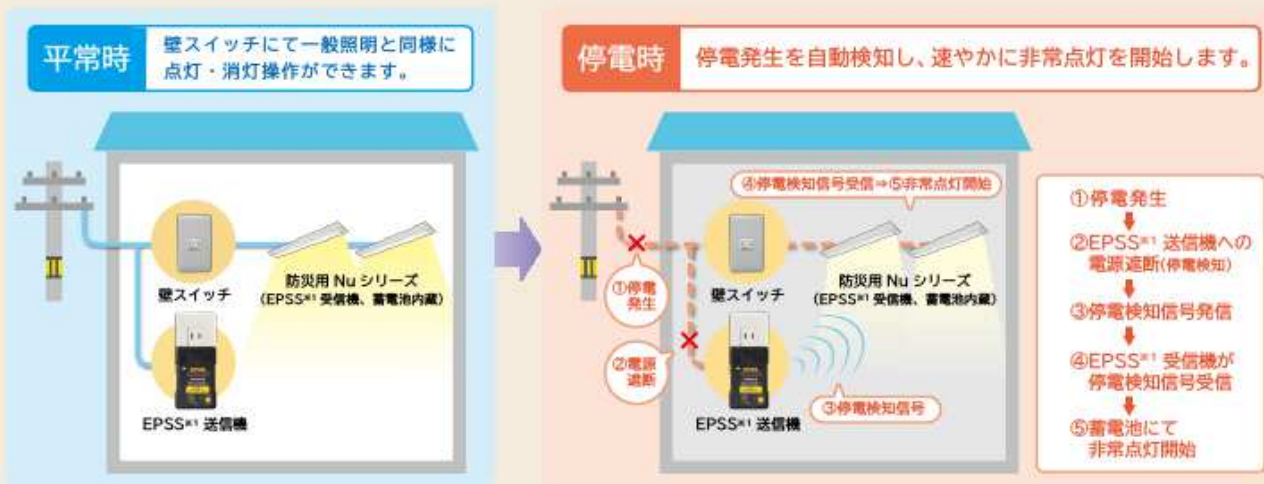 平常時
壁スイッチにて一般照明と同様に
点灯・消灯操作ができます。
壁スイッチ
防災用 Nu シリーズ
(EPSS※1 受信機、蓄電池内蔵)
EPSS※1 送信機
停電時
停電発生を自動検知し、速やかに非常点灯を開始します。
④停電検知信号受信⇒⑤非常点灯開始
①停電
発生
壁スイッチ
防災用 Nu シリーズ
(EPSS※1 受信機、蓄電池内蔵)
②電源
遮断
③停電検知信号
EPSS※1 送信機
①停電発生
②EPSS※1 送信機への
電源遮断(停電検知)
③停電検知信号発信
④EPSS※1 受信機が
停電検知信号受信
⑤蓄電池にて
非常点灯開始